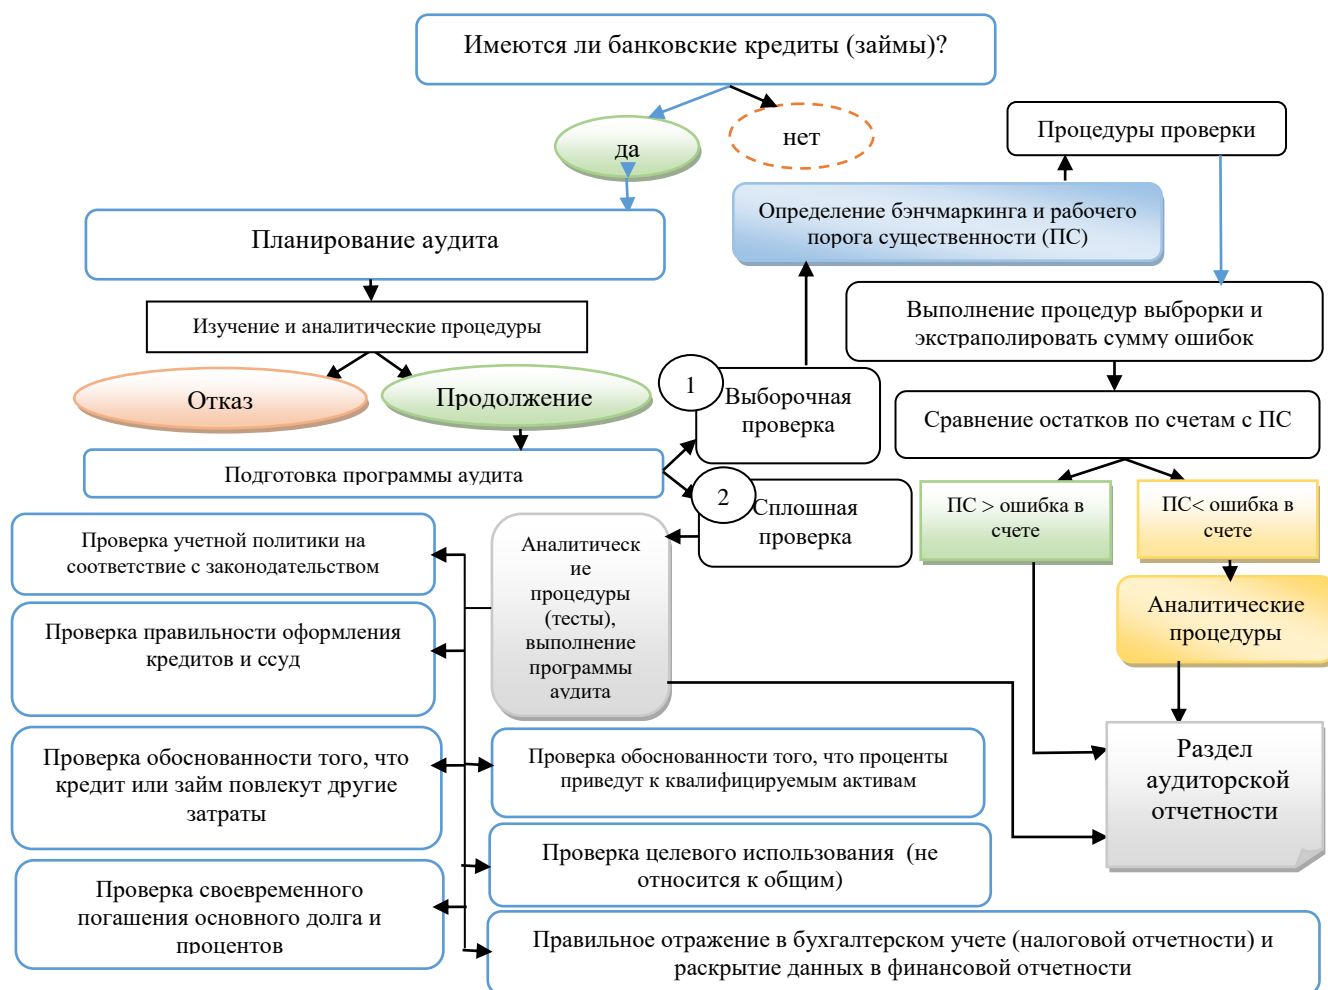 Имеются ли банковские кредиты (займы)?
да
нет
Процедуры проверки
Определение бэнчмаркинга и рабочего
порога существенности (ПС)
Планирование аудита
Изучение и аналитические процедуры
Выполнение процедур выброрки и
экстраполировать сумму ошибок
Отказ
Продолжение
1
Выборочная
проверка
Сравнение остатков по счетам с ПС
Подготовка программы аудита
2
Сплошная
проверка
ПС > ошибка в
счете
ПС< ошибка в
счете
Аналитическ
ие
процедуры
(тесты),
выполнение
программы
аудита
Аналитические
процедуры
Проверка учетной политики на
соответствие с законодательством
Проверка правильности оформления
кредитов и ссуд
Проверка обоснованности того, что
кредит или займ повлекут другие
затраты
Проверка обоснованности того, что проценты
приведут к квалифицируемым активам
Раздел
аудиторской
отчетности
Проверка целевого использования (не
относится к общим)
Проверка своевременного
погашения основного долга и
процентов
Правильное отражение в бухгалтерском учете (налоговой отчетности) и
раскрытие данных в финансовой отчетности